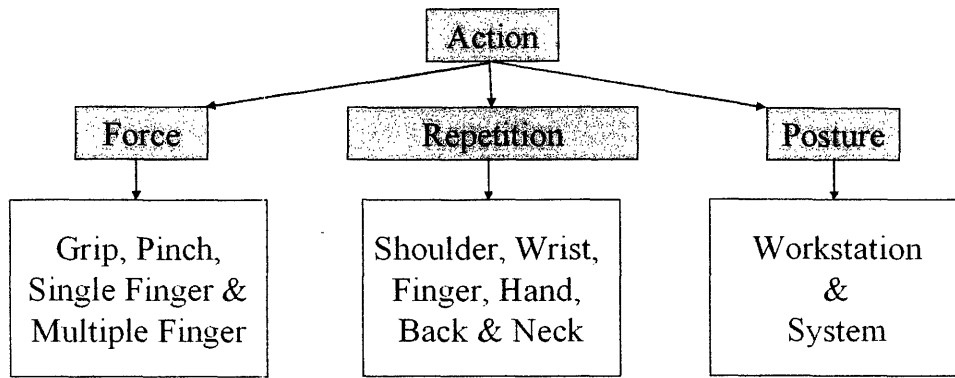 Action
Force
Repetition
Posture
Grip, Pinch,
Single Finger &
Multiple Finger
Shoulder, Wrist,
Finger, Hand,
Back & Neck
Workstation
&
System